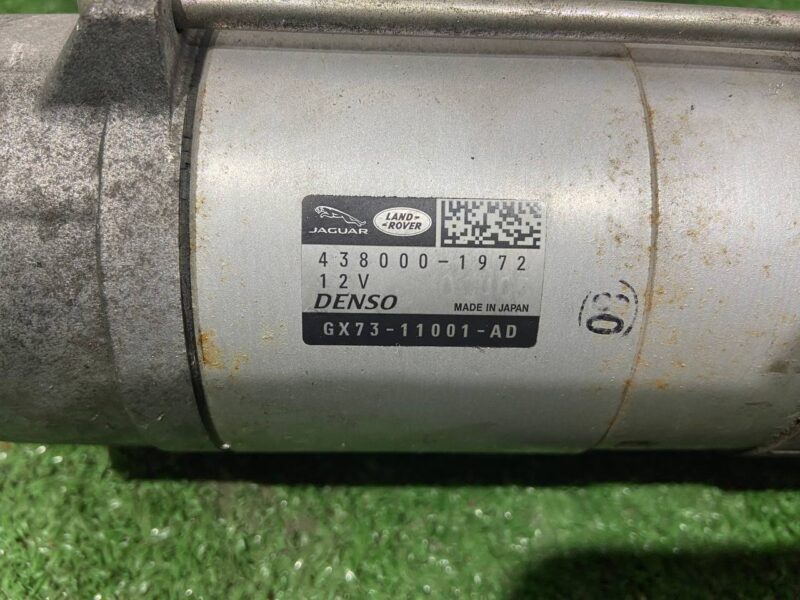 JAGUAR LAND-ROVER
438000-1972
12V
DENSO MADE IN JAPAN
GX73-11001-AD